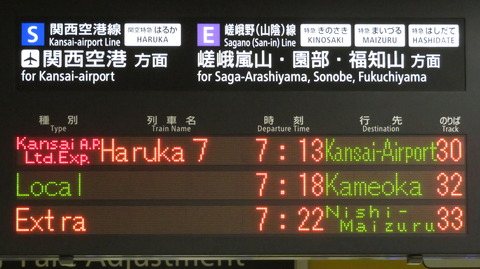 S 関西空港線 Kansai-airport Line 関空特急 はるか HARUKA
関西空港 方面
for Kansai-airport
E 嵯峨野(山陰)線 Sagano (San-in) Line 特急 きのさき KINOSAKI 特急 まいづる MAIZURU 特急 はしだて HASHIDATE
嵯峨嵐山・園部・福知山 方面
for Saga-Arashiyama, Sonobe, Fukuchiyama
種別 列車名 時刻 行先 のりば
Type Train Name Departure Time Destination Track
Kansai A.P. Ltd.Exp. Haruka 7 7:13 Kansai-Airport 30
Local 7:18 Kameoka 32
Extra 7:22 Nishi-Maizuru 33
Adjustment